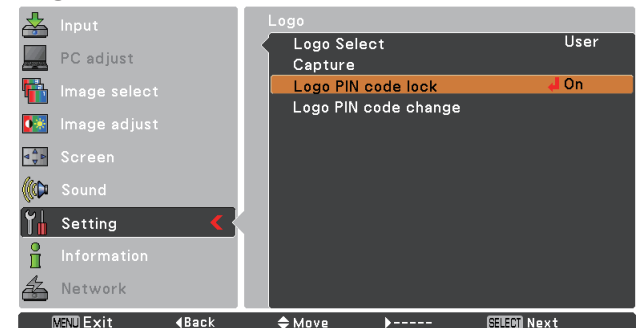 Input
PC adjust
Image select
Image adjust
Screen
Sound
Setting
Information
Network
Logo
Logo Select User
Capture
Logo PIN code lock On
Logo PIN code change
MENU Exit Back Move ----- SELECT Next